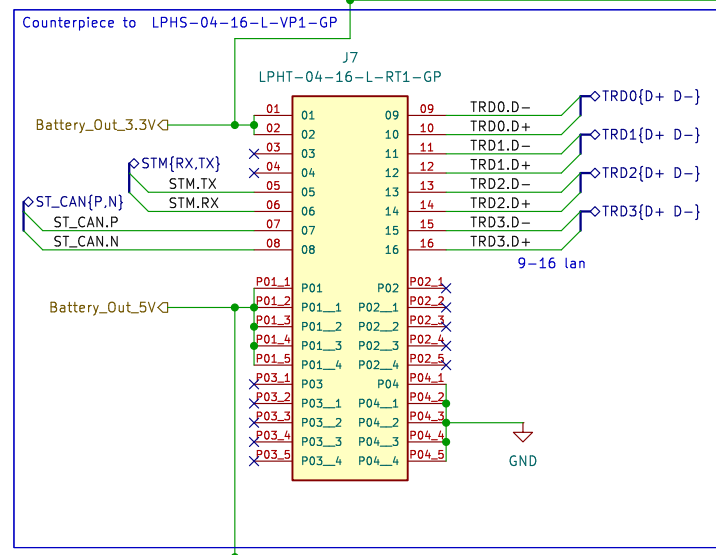 Counterpiece to LPHS-04-16-L-VP1-GP
J7
LPHT-04-16-L-RT1-GP
Battery_Out_3.3V
STM{RX,TX}
STM.TX
STM.RX
ST_CAN{P,N}
ST_CAN.P
ST_CAN.N
01 01
02 02
03 03
04 04
05 05
06 06
07 07
08 08
09 09 TRD0.D-
10 10 TRD0.D+
11 11 TRD1.D-
12 12 TRD1.D+
13 13 TRD2.D-
14 14 TRD2.D+
15 15 TRD3.D-
16 16 TRD3.D+
TRD0{D+ D-}
TRD1{D+ D-}
TRD2{D+ D-}
TRD3{D+ D-}
9-16 lan
Battery_Out_5V
P01_1 P01
P01_2 P01__1
P01_3 P01__2
P01_4 P01__3
P01_5 P01__4
P03_1 P03
P03_2 P03__1
P03_3 P03__2
P03_4 P03__3
P03_5 P03__4
P02 P02_1
P02__1 P02_2
P02__2 P02_3
P02__3 P02_4
P02__4 P02_5
P04 P04_1
P04__1 P04_2
P04__2 P04_3
P04__3 P04_4
P04__4 P04_5
GND